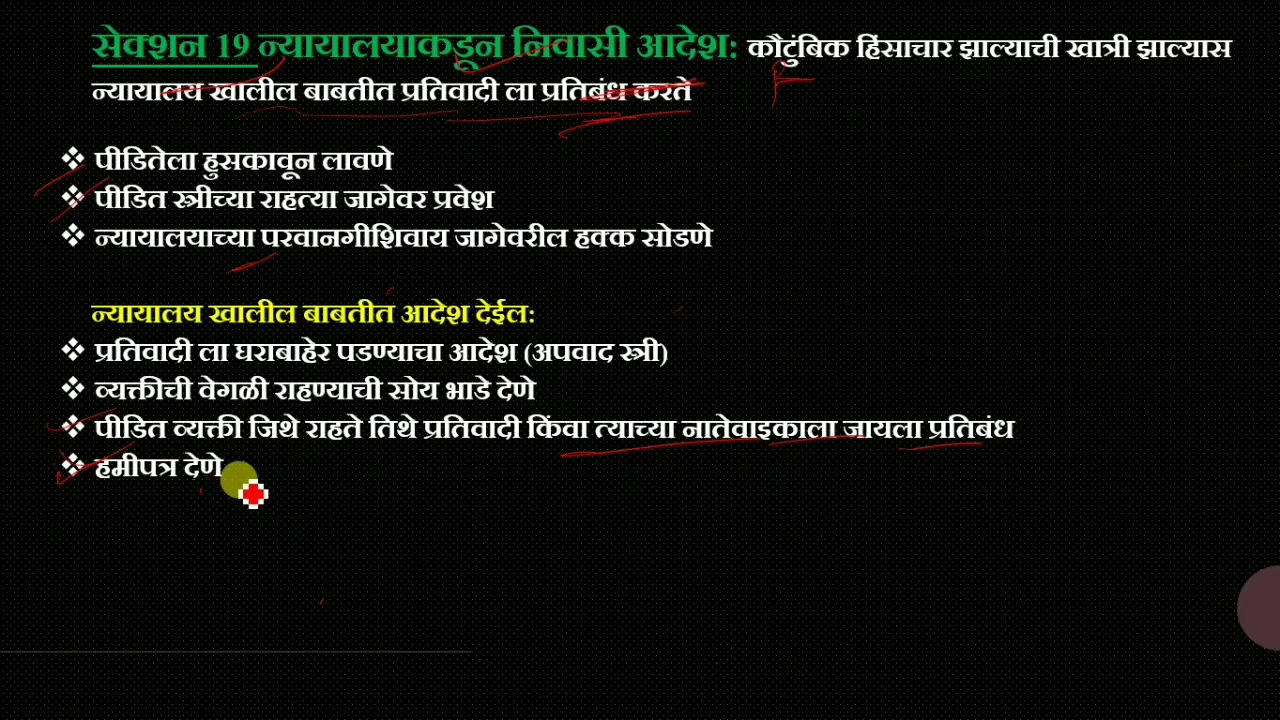 सेक्शन 19 न्यायालयाकडून निवासी आदेश: कौटुंबिक हिंसाचार झाल्याची खात्री झाल्यास
न्यायालय खालील बाबतीत प्रतिवादी ला प्रतिबंध करते
❖ पीडितेला हुसकावून लावणे
❖ पीडित स्त्रीच्या राहत्या जागेवर प्रवेश
❖ न्यायालयाच्या परवानगीशिवाय जागेवरील हक्क सोडणे
न्यायालय खालील बाबतीत आदेश देईल:
❖ प्रतिवादी ला घराबाहेर पडण्याचा आदेश (अपवाद स्त्री)
❖ व्यक्तीची वेगळी राहण्याची सोय भाडे देणे
❖ पीडित व्यक्ती जिथे राहते तिथे प्रतिवादी किंवा त्याच्या नातेवाइकाला जायला प्रतिबंध
❖ हमीपत्र देणे